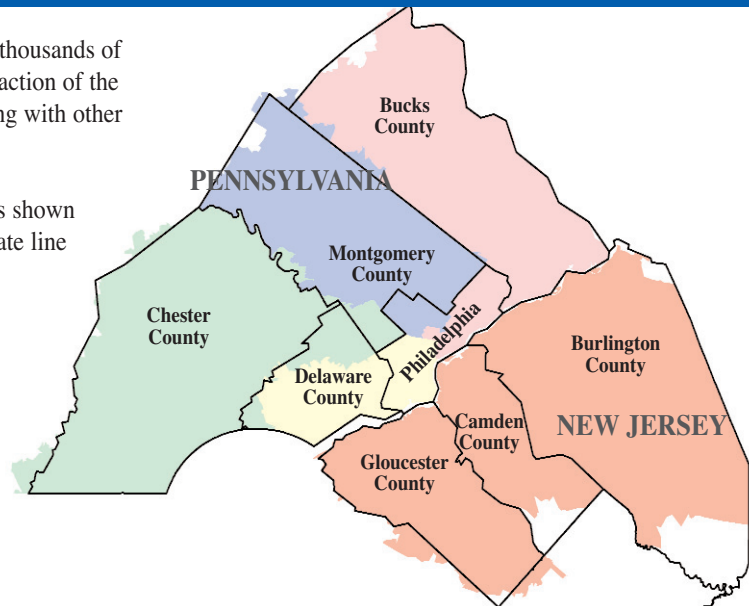 thousands of
action of the
ng with other
s shown
ate line
Bucks
County
PENNSYLVANIA
Montgomery
County
Chester
County
Philadelphia
Burlington
County
Delaware
County
Camden
County
NEW JERSEY
Gloucester
County